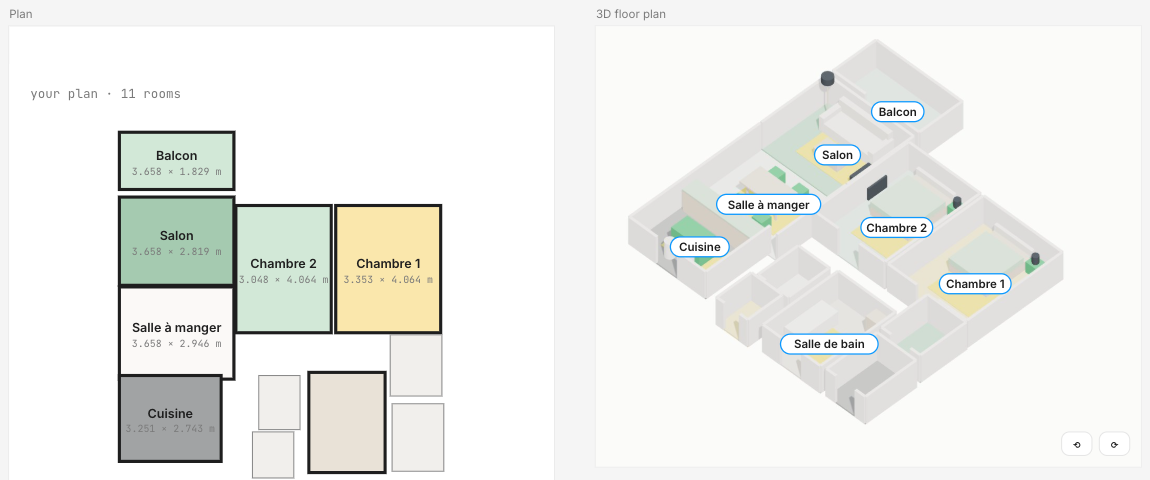 Plan
3D floor plan
your plan · 11 rooms
Balcon
3.658 × 1.829 m
Salon
3.658 × 2.819 m
Chambre 2
3.048 × 4.064 m
Chambre 1
3.353 × 4.064 m
Salle à manger
3.658 × 2.946 m
Cuisine
3.251 × 2.743 m
Balcon
Salon
Salle à manger
Chambre 2
Cuisine
Chambre 1
Salle de bain